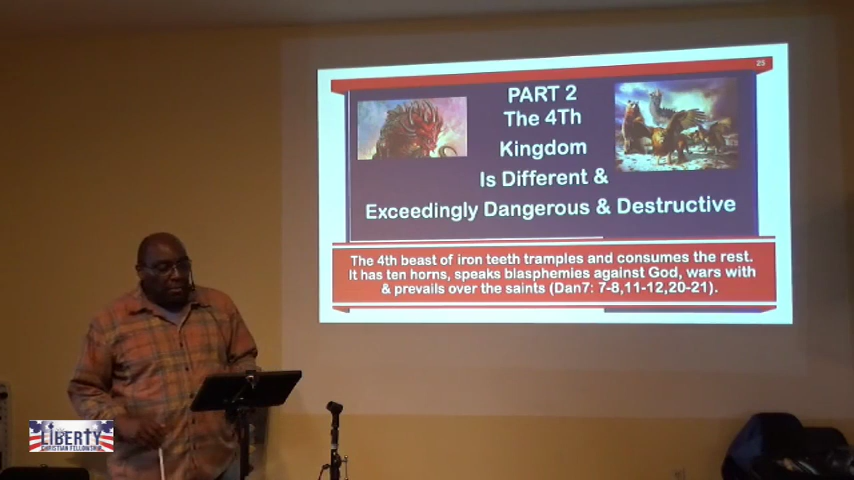 25
PART 2
The 4Th
Kingdom
Is Different &
Exceedingly Dangerous & Destructive
The 4th beast of iron teeth tramples and consumes the rest.
It has ten horns, speaks blasphemies against God, wars with
& prevails over the saints (Dan7: 7-8,11-12,20-21).
LIBERTY
CHRISTIAN FELLOWSHIP